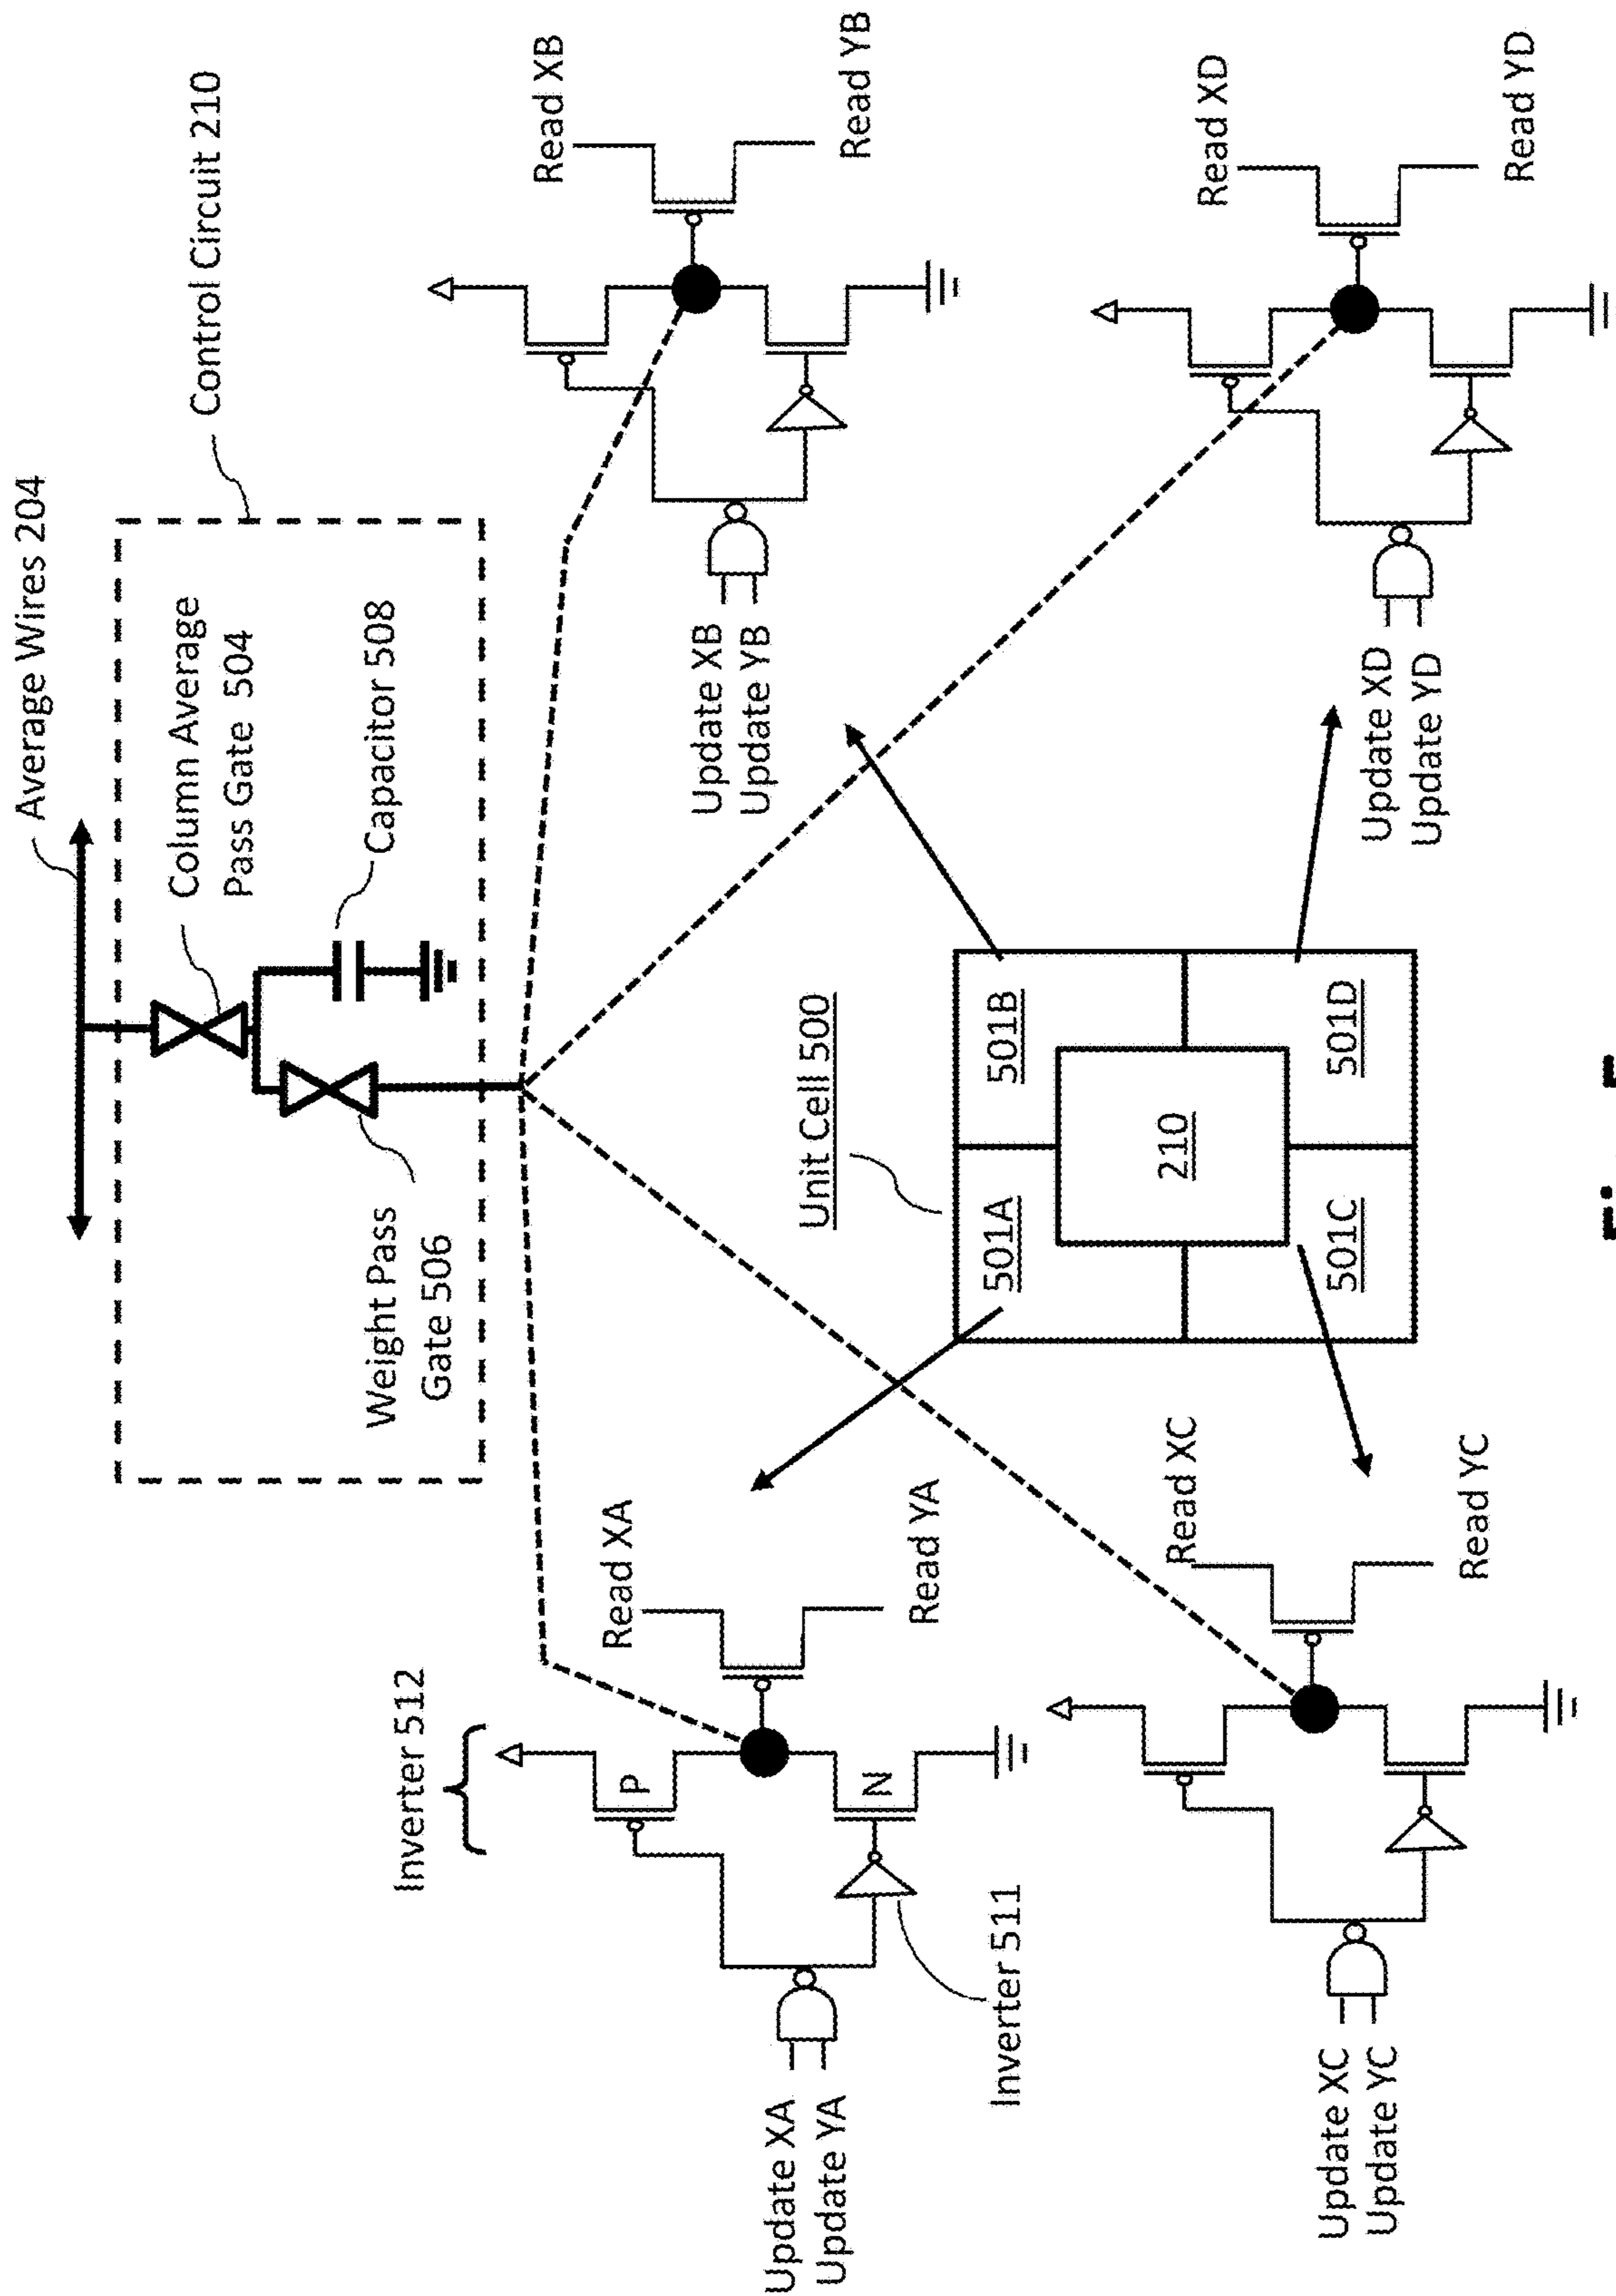 Average Wires 204
Control Circuit 210
Column Average
Pass Gate 504
Capacitor 508
Weight Pass
Gate 506
Inverter 512
P
N
Read XA
Read YA
Update XA
Update YA
Inverter 511
Read XB
Read YB
Update XB
Update YB
Unit Cell 500
501A
501B
210
501C
501D
Read XC
Read YC
Update XC
Update YC
Read XD
Read YD
Update XD
Update YD